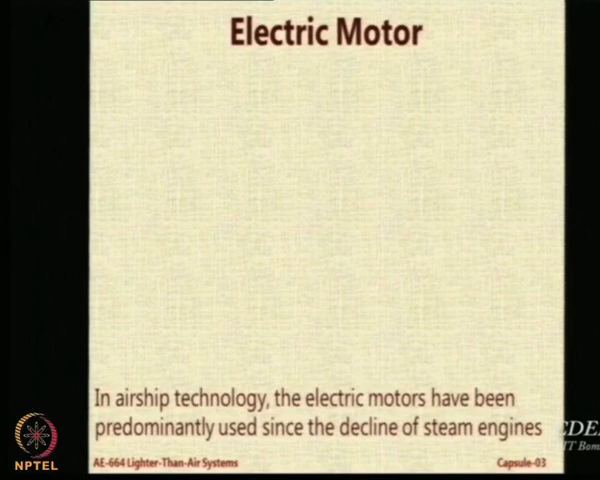 Electric Motor
In airship technology, the electric motors have been
predominantly used since the decline of steam engines
AE-664 Lighter-Than-Air Systems
Capsule-03
NPTEL